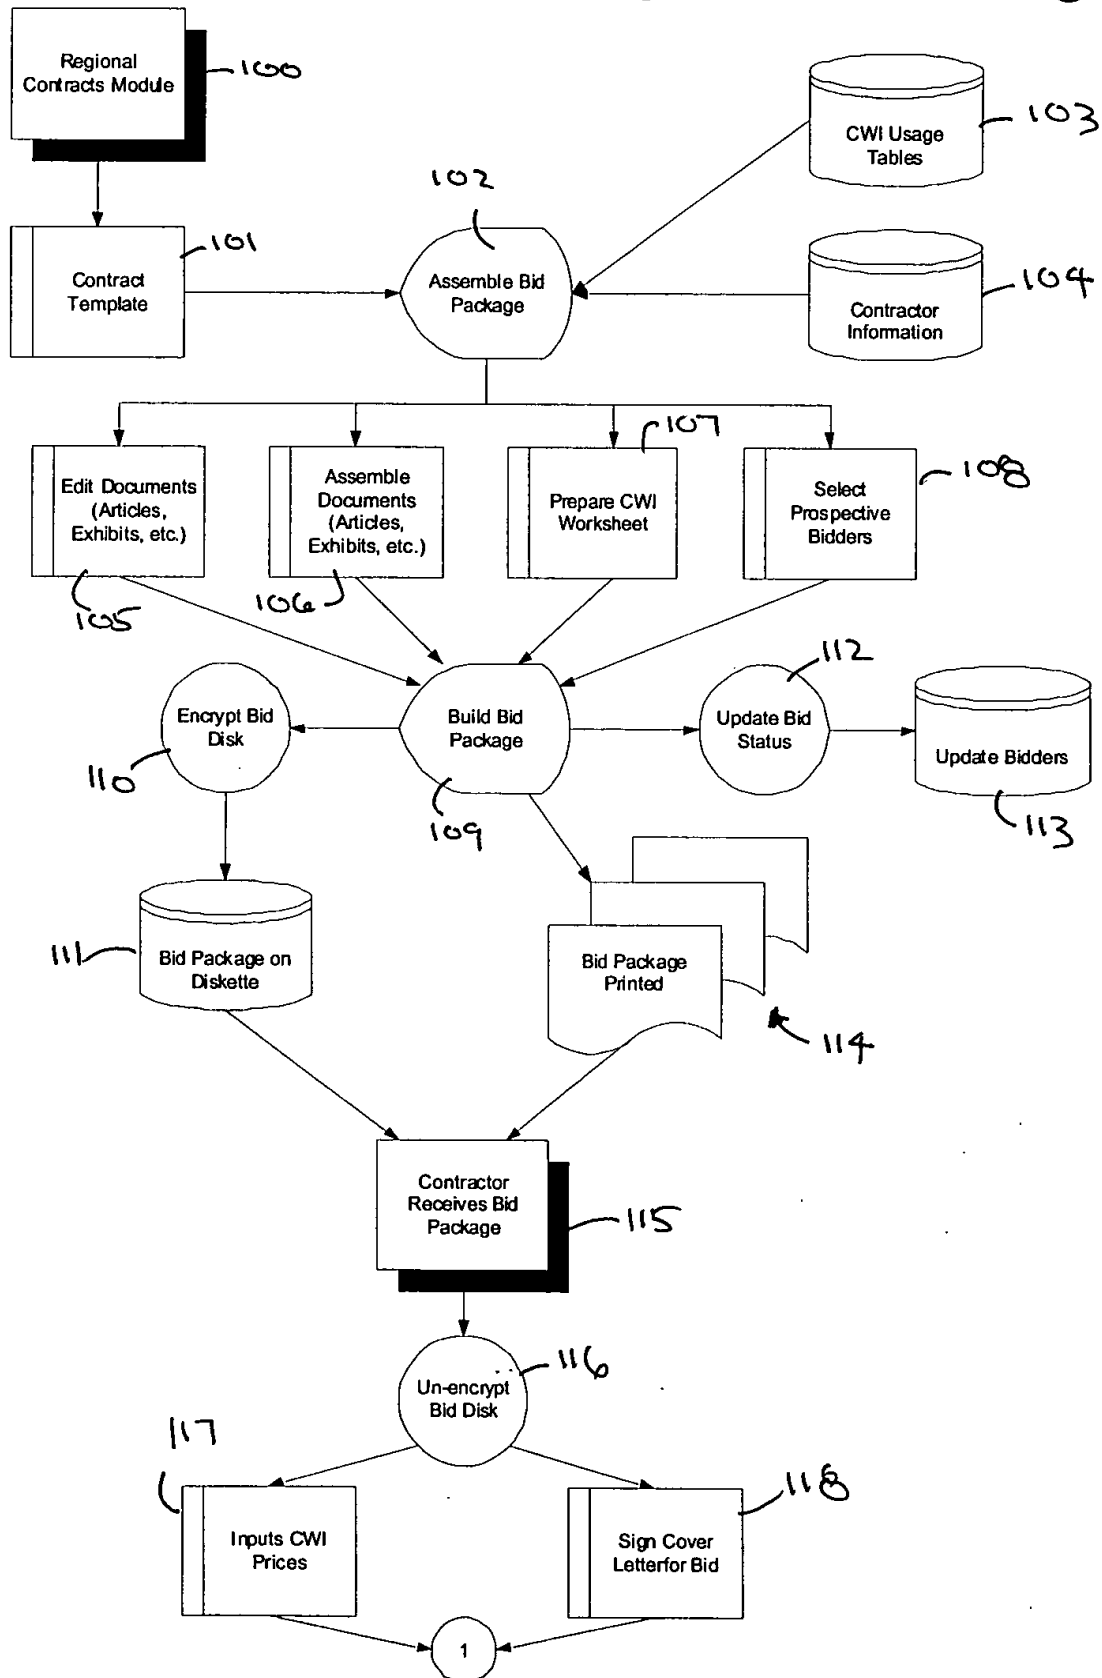 Regional
Contracts Module
100
103
CWI Usage
Tables
102
101
Contract
Template
Assemble Bid
Package
104
Contractor
Information
107
108
Edit Documents
(Articles,
Exhibits, etc.)
Assemble
Documents
(Articles,
Exhibits, etc.)
Prepare CWI
Worksheet
Select
Prospective
Bidders
105
106
112
Encrypt Bid
Disk
Build Bid
Package
Update Bid
Status
Update Bidders
110
109
113
111
Bid Package on
Diskette
Bid Package
Printed
114
Contractor
Receives Bid
Package
115
116
Un-encrypt
Bid Disk
117
118
Inputs CWI
Prices
Sign Cover
Letterfor Bid
1